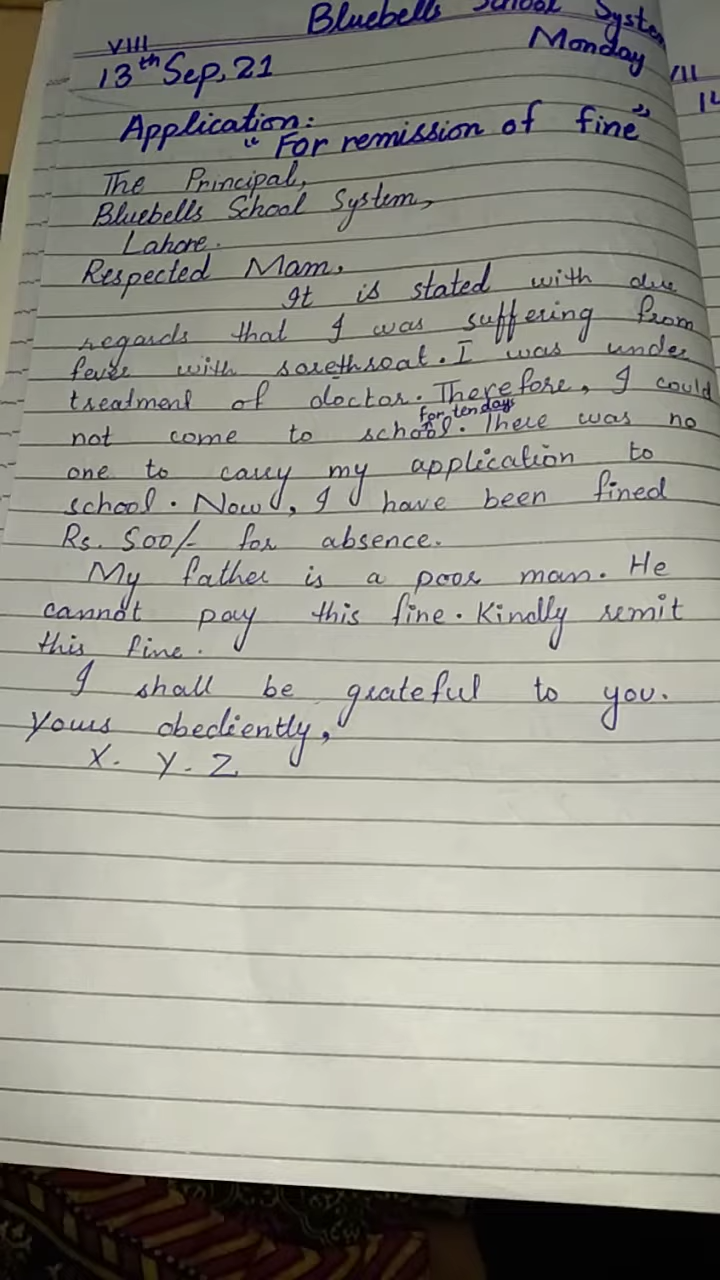 Bluebells School System
VIII
Monday
13th Sep, 21
Application:
"For remission of fine"
The Principal,
Bluebells School System,
Lahore.
Respected Mam,
It is stated with due
regards that I was suffering from
fever with sorethroat. I was under
treatment of doctor. Therefore, I could
for ten days
not come to school. There was no
one to carry my application to
school. Now, I have been fined
Rs. 500/- for absence.
My father is a poor man. He
cannot pay this fine. Kindly remit
this fine.
I shall be grateful to you.
Yours obediently,
X. Y. Z.